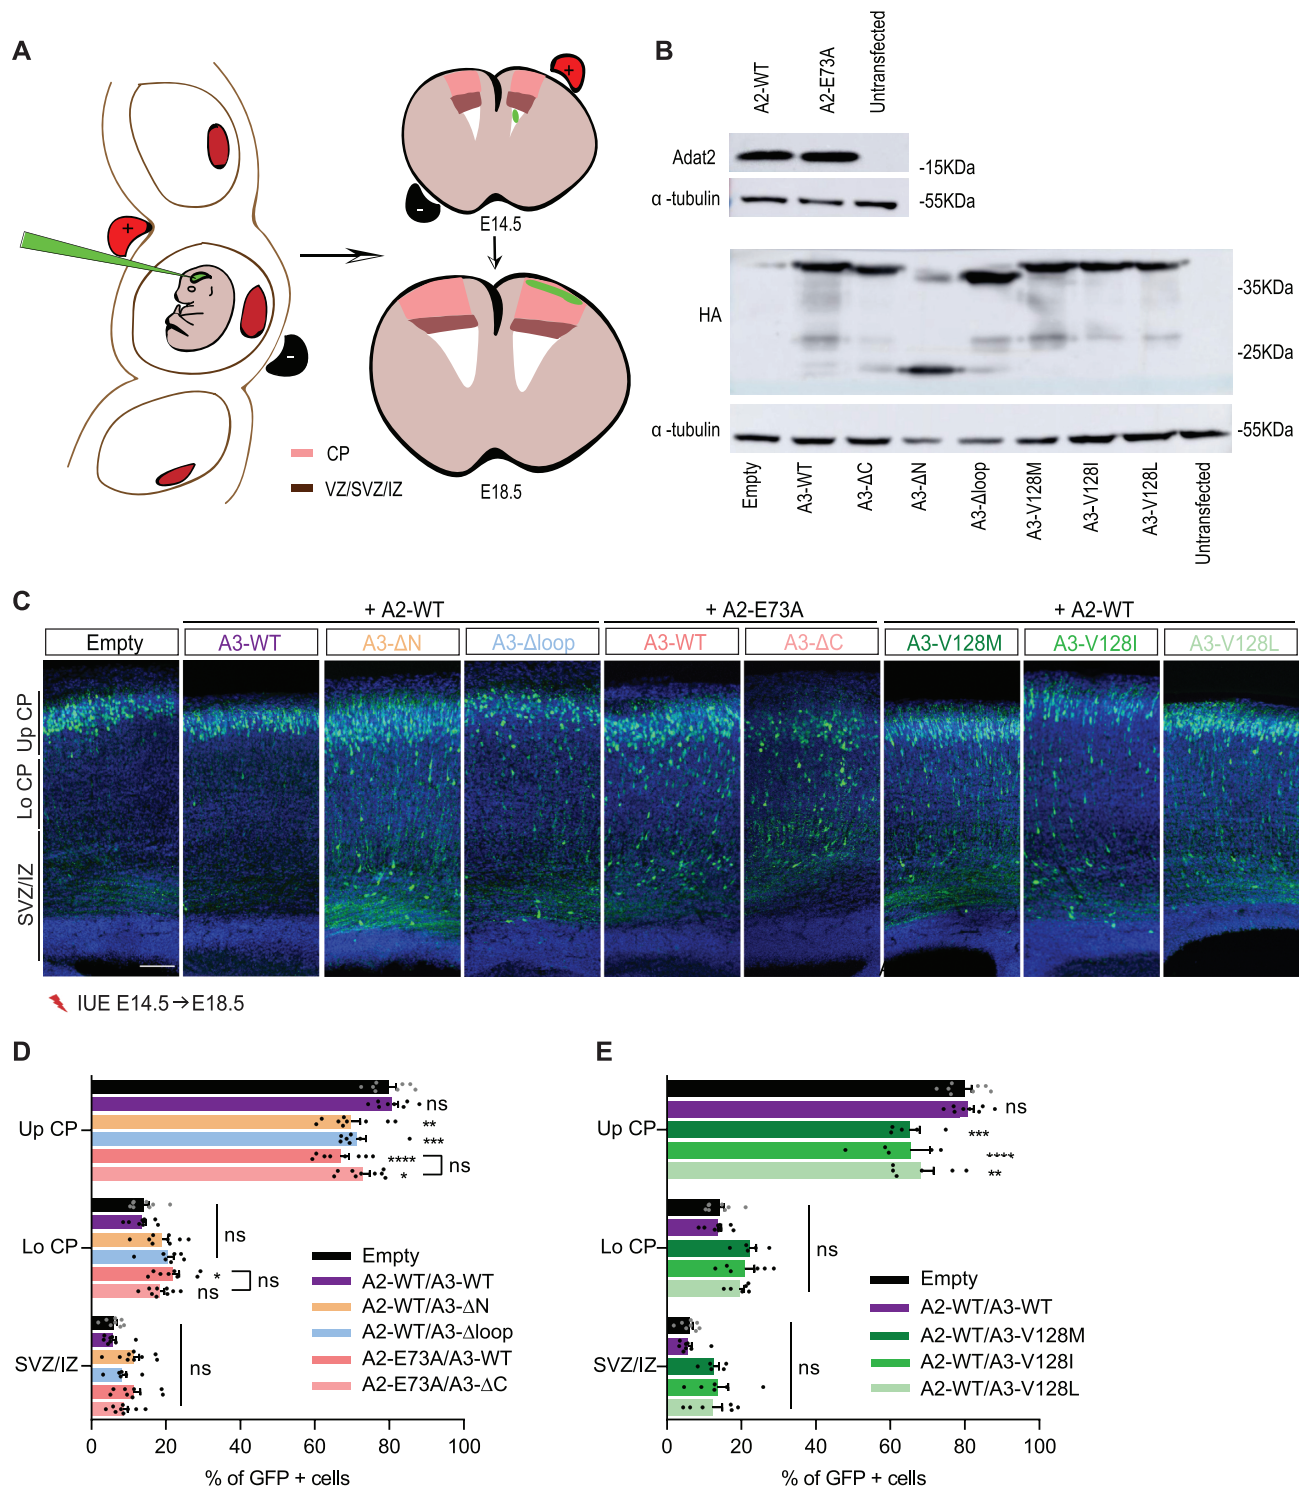 A
+
-
E14.5
+
-
E18.5
CP
VZ/SVZ/IZ
B
A2-WT
A2-E73A
Untransfected
Adat2
-15KDa
α -tubulin
-55KDa
HA
-35KDa
-25KDa
α -tubulin
-55KDa
Empty
A3-WT
A3-ΔC
A3-ΔN
A3-Δloop
A3-V128M
A3-V128I
A3-V128L
Untransfected
C
+ A2-WT
+ A2-E73A
+ A2-WT
Empty
A3-WT
A3-ΔN
A3-Δloop
A3-WT
A3-ΔC
A3-V128M
A3-V128I
A3-V128L
Up CP
Lo CP
SVZ/IZ
IUE E14.5→E18.5
D
Up CP
ns
**
***
****
*
ns
Lo CP
ns
*
ns
ns
SVZ/IZ
ns
Empty
A2-WT/A3-WT
A2-WT/A3-ΔN
A2-WT/A3-Δloop
A2-E73A/A3-WT
A2-E73A/A3-ΔC
0 20 40 60 80 100
% of GFP + cells
E
Up CP
ns
***
****
**
Lo CP
ns
SVZ/IZ
ns
Empty
A2-WT/A3-WT
A2-WT/A3-V128M
A2-WT/A3-V128I
A2-WT/A3-V128L
0 20 40 60 80 100
% of GFP + cells